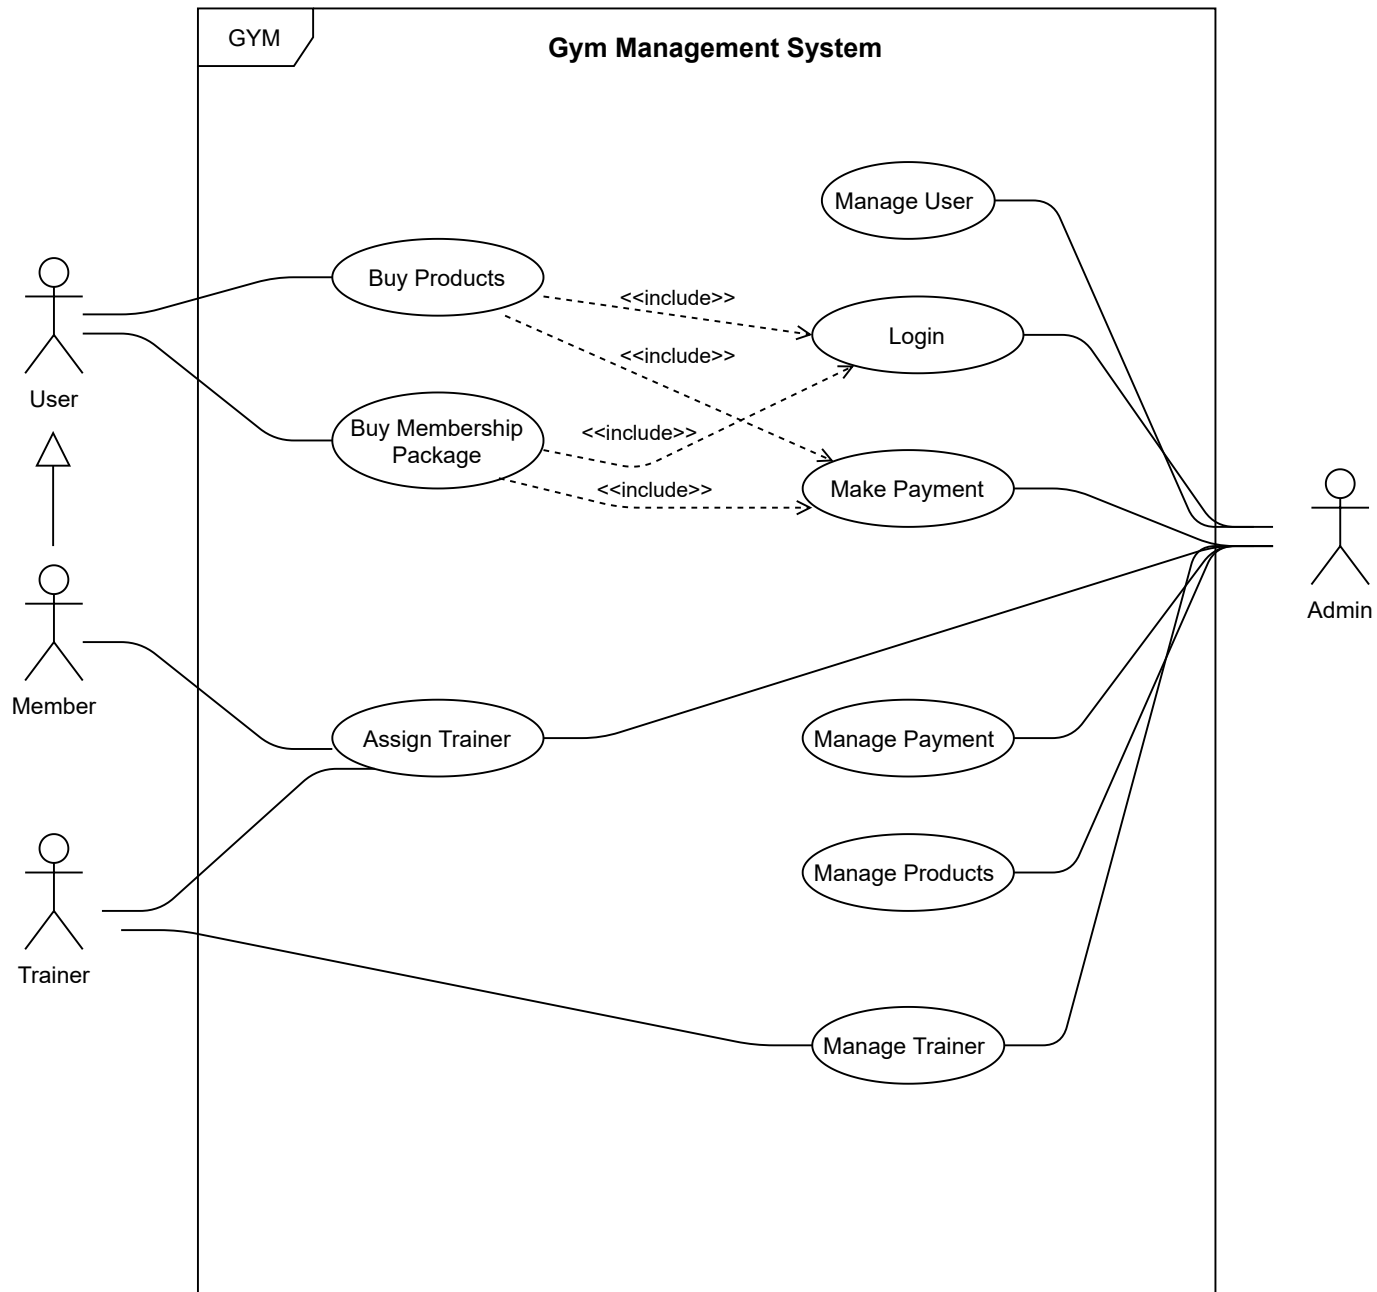 GYM
Gym Management System
Manage User
Buy Products
<<include>>
Login
<<include>>
User
Buy Membership
Package
<<include>>
<<include>>
Make Payment
Admin
Member
Assign Trainer
Manage Payment
Manage Products
Trainer
Manage Trainer